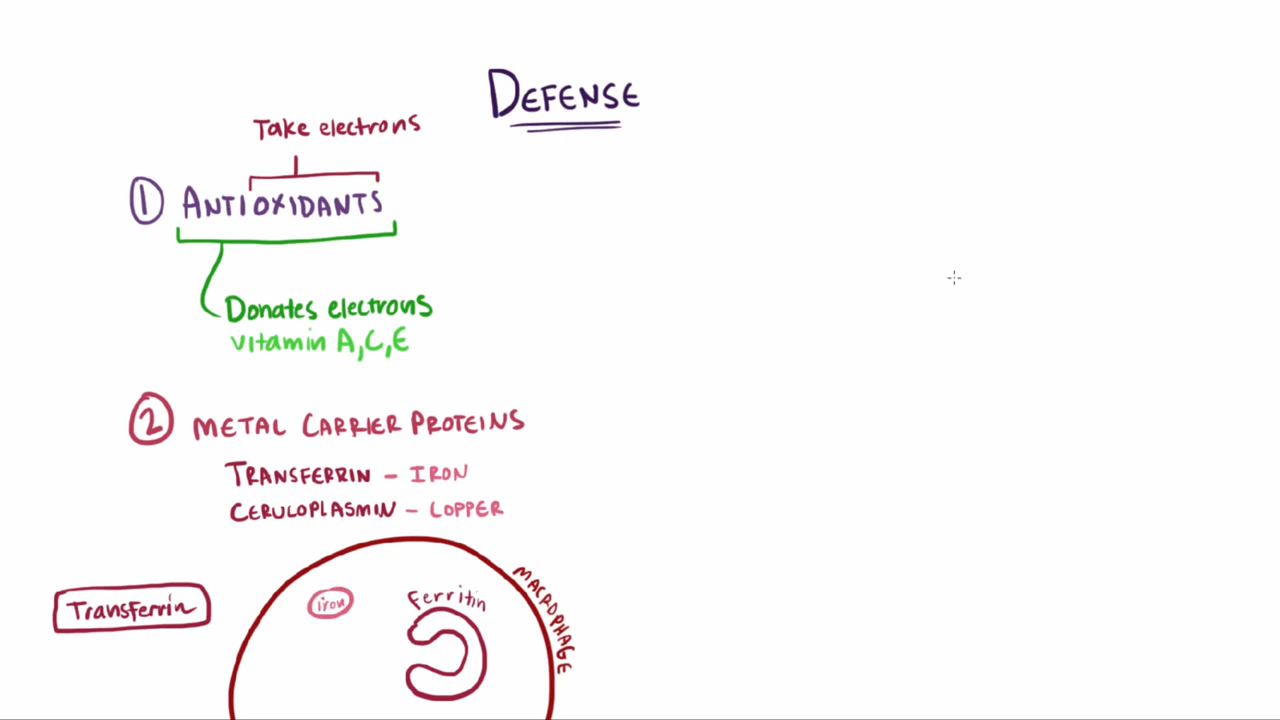 DEFENSE
Take electrons
1 ANTIOXIDANTS
Donates electrons
vitamin A,C,E
2 METAL CARRIER PROTEINS
TRANSFERRIN - IRON
CERULOPLASMIN - COPPER
Transferrin
iron
Ferritin
MACROPHAGE